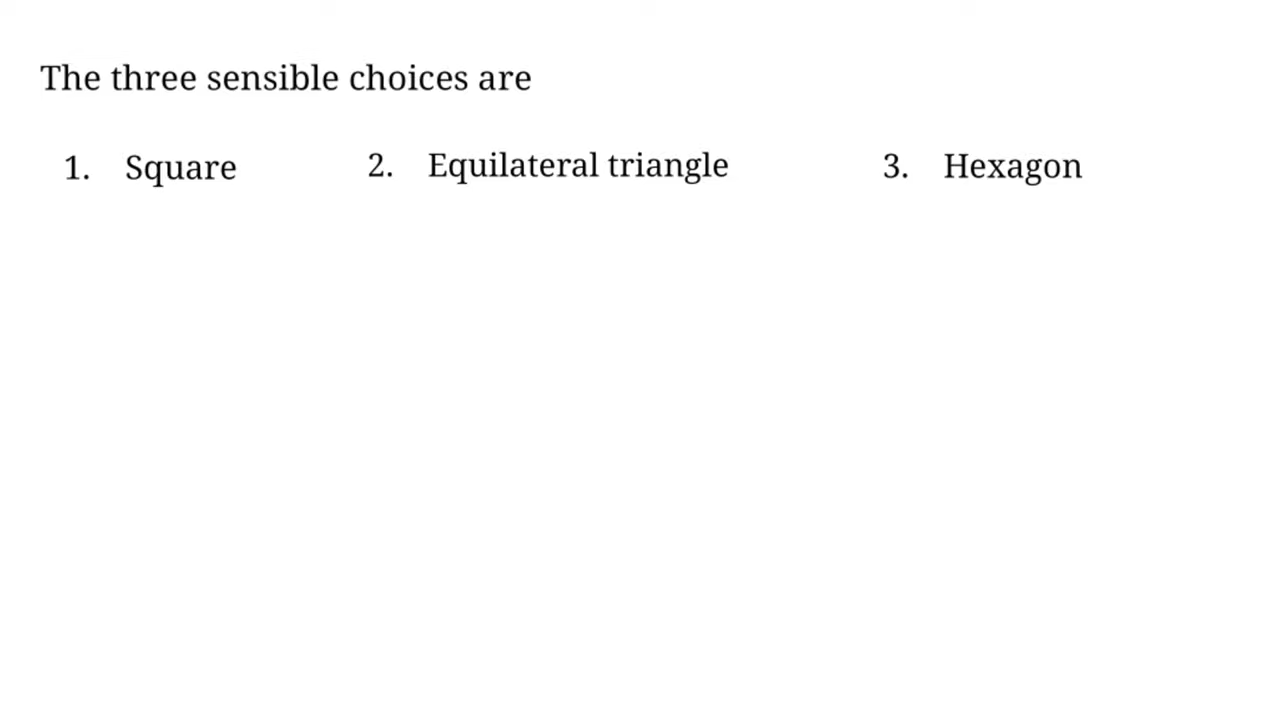 The three sensible choices are
1. Square 2. Equilateral triangle 3. Hexagon